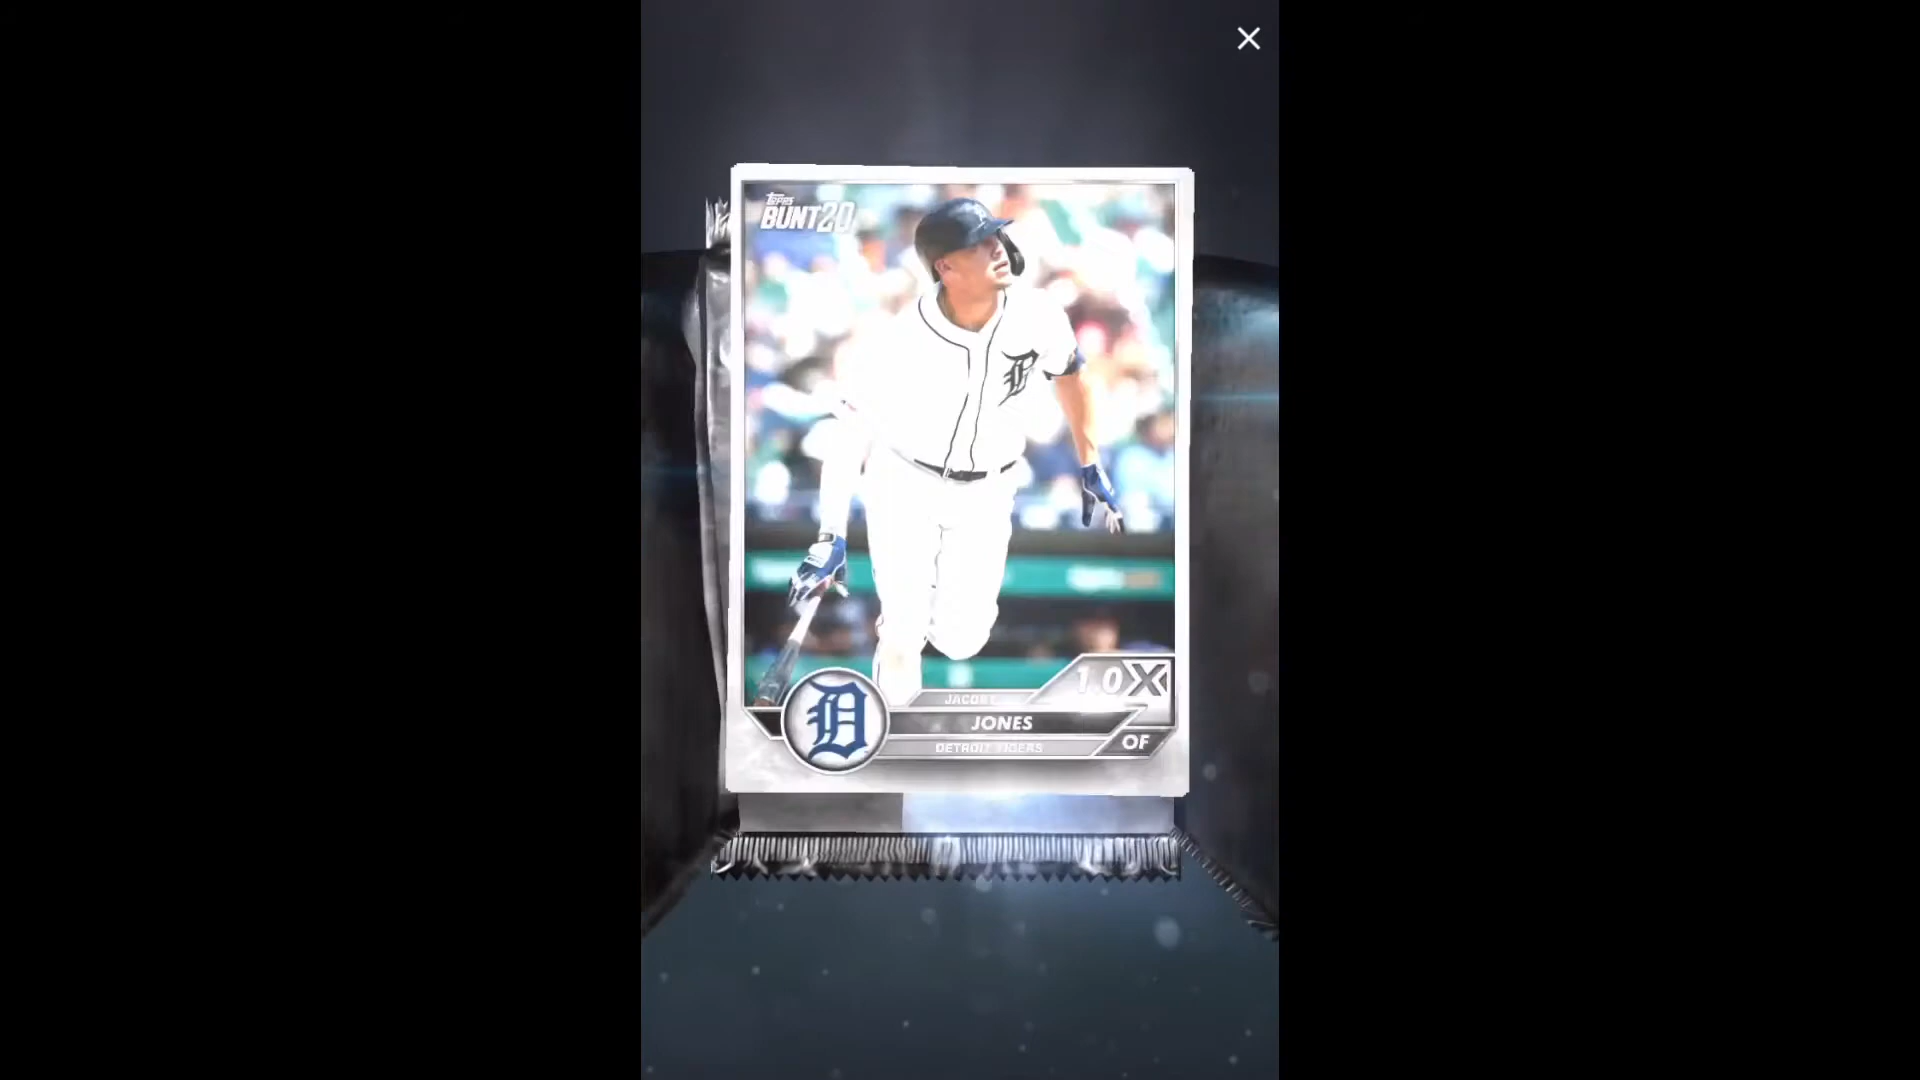 TOPPS
BUNT20
1.0X
JACOBY
JONES
DETROIT TIGERS
OF